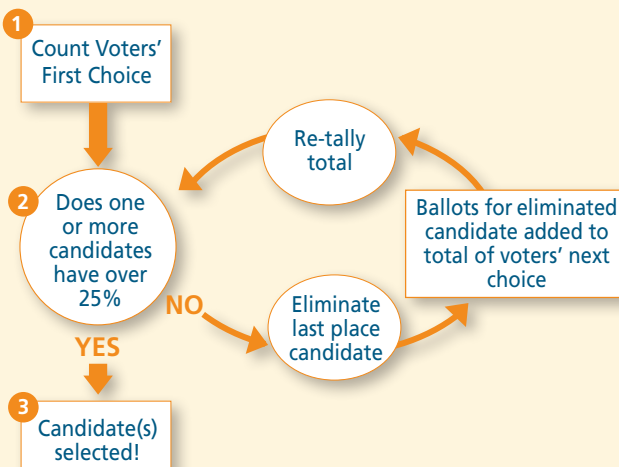 1
Count Voters'
First Choice
2
Does one
or more
candidates
have over
25%
NO
Eliminate
last place
candidate
Ballots for eliminated
candidate added to
total of voters' next
choice
Re-tally
total
YES
3
Candidate(s)
selected!